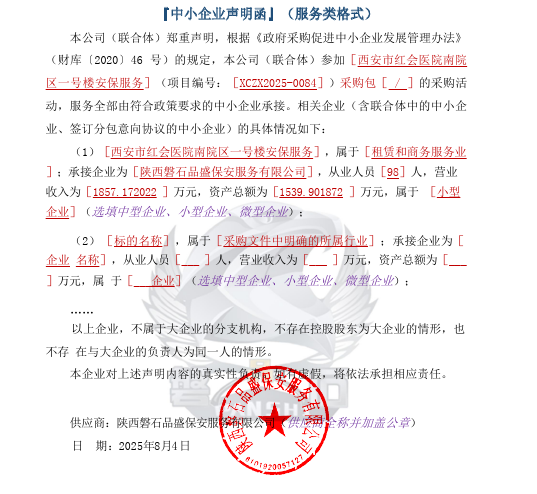 『中小企业声明函』（服务类格式）
本公司（联合体）郑重声明，根据《政府采购促进中小企业发展管理办法》
（财库〔2020〕46 号）的规定，本公司（联合体）参加［西安市红会医院南院
区一号楼安保服务］（项目编号：［XCZX2025-0084］）采购包［ / ］的采购活
动，服务全部由符合政策要求的中小企业承接。相关企业（含联合体中的中小企
业、签订分包意向协议的中小企业）的具体情况如下：
（1）［西安市红会医院南院区一号楼安保服务］，属于［租赁和商务服务业
］；承接企业为［陕西磐石品盛保安服务有限公司］，从业人员［98］人，营业
收入为［1857.172022 ］万元，资产总额为［1539.901872 ］万元，属于 ［小型
企业］（选填中型企业、小型企业、微型企业）；
（2）［标的名称］，属于［采购文件中明确的所属行业］；承接企业为［
企业 名称］，从业人员［___ ］人，营业收入为［___ ］万元，资产总额为［___
］万元，属 于［___企业］（选填中型企业、小型企业、微型企业）；
……
以上企业，不属于大企业的分支机构，不存在控股股东为大企业的情形，也
不存 在与大企业的负责人为同一人的情形。
本企业对上述声明内容的真实性负责。如有虚假，将依法承担相应责任。
供应商：陕西磐石品盛保安服务有限公司（供应商全称并加盖公章）
日 期：2025年8月4日
陕西磐石品盛保安服务有限公司
6101920057127